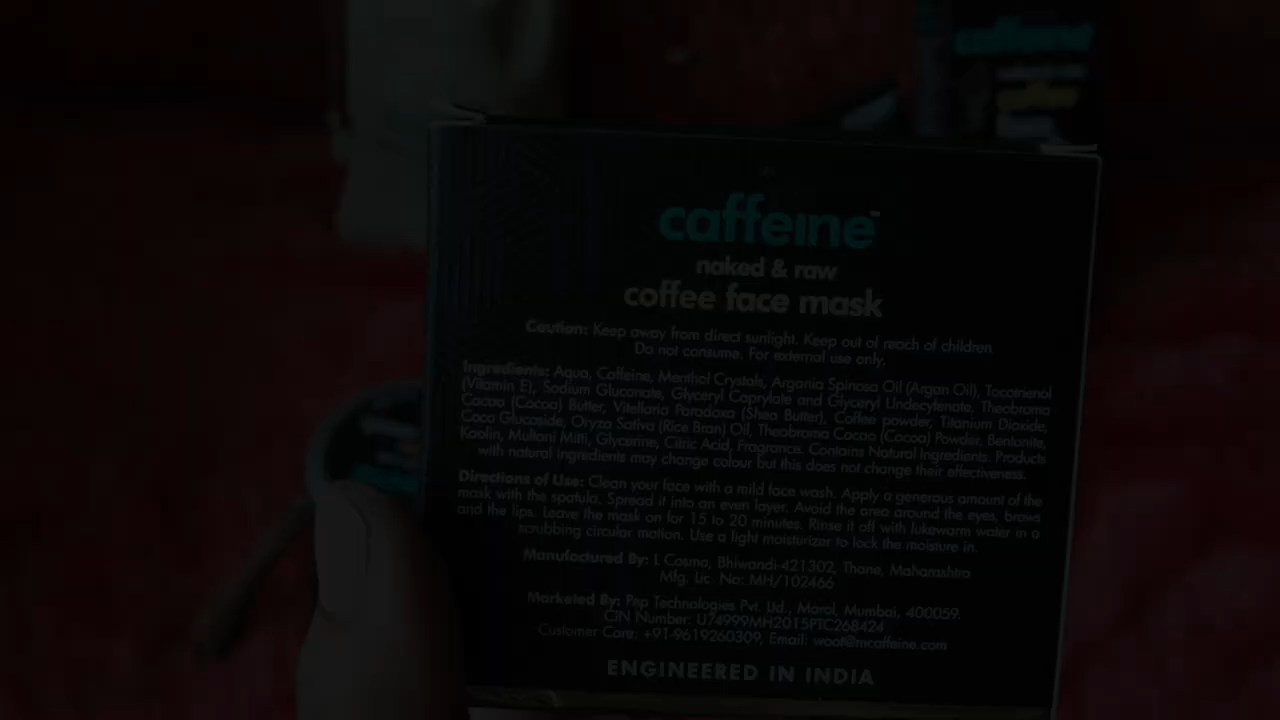 caffeine
coffee
caffeine™
naked & raw
coffee face mask
Caution: Keep away from direct sunlight. Keep out of reach of children.
Do not consume. For external use only.
Ingredients: Aqua, Caffeine, Menthol Crystals, Argania Spinosa Oil (Argan Oil), Tocotrienol
(Vitamin E), Sodium Gluconate, Glyceryl Caprylate and Glyceryl Undecylenate, Theobroma
Cacao (Cocoa) Butter, Vitellaria Paradoxa (Shea Butter), Coffee powder, Titanium Dioxide,
Coco Glucoside, Oryza Sativa (Rice Bran) Oil, Theobroma Cacao (Cocoa) Powder, Bentonite,
Kaolin, Multani Mitti, Glycerine, Citric Acid, Fragrance. Contains Natural Ingredients. Products
with natural ingredients may change colour but this does not change their effectiveness.
Directions of Use: Clean your face with a mild face wash. Apply a generous amount of the
mask with the spatula. Spread it into an even layer. Avoid the area around the eyes, brows
and the lips. Leave the mask on for 15 to 20 minutes. Rinse it off with lukewarm water in a
scrubbing circular motion. Use a light moisturizer to lock the moisture in.
Manufactured By: L Cosmo, Bhiwandi 421302, Thane, Maharashtra
Mfg. Lic. No: MH/102466
Marketed By: Pep Technologies Pvt. Ltd., Marol, Mumbai, 400059.
CIN Number: U74999MH2015PTC268424
Customer Care: +91-9619260309, Email: woot@mcaffeine.com
ENGINEERED IN INDIA